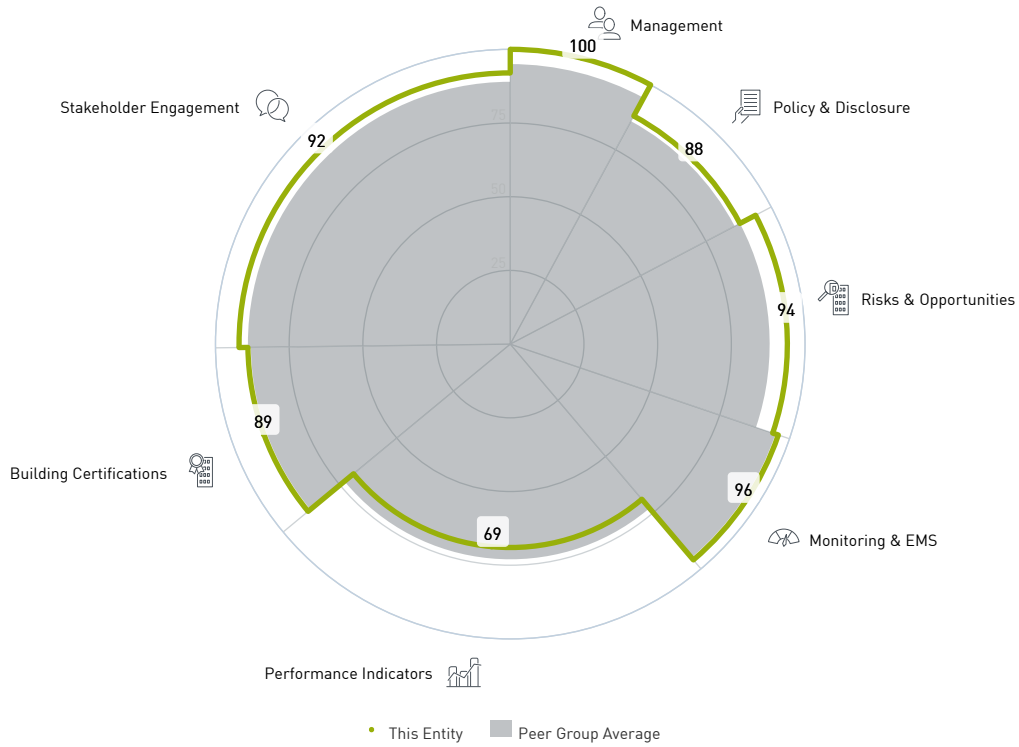 Management
100
Stakeholder Engagement
Policy & Disclosure
92
88
75
50
25
Risks & Opportunities
94
89
Building Certifications
96
Monitoring & EMS
69
Performance Indicators
This Entity
Peer Group Average